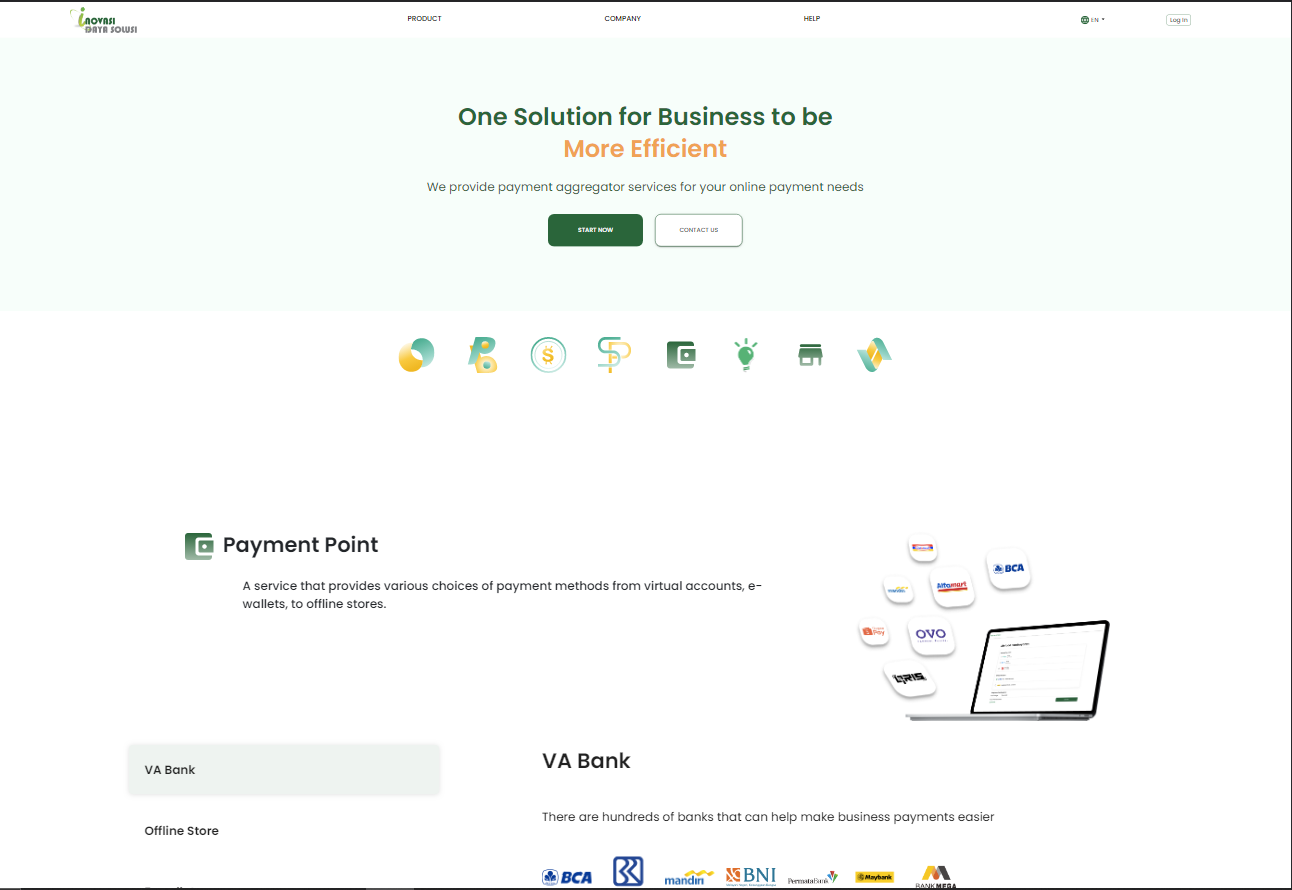 inovasi
DAYA SOLUSI
PRODUCT
COMPANY
HELP
EN
Log In
One Solution for Business to be
More Efficient
We provide payment aggregator services for your online payment needs
START NOW
CONTACT US
Payment Point
A service that provides various choices of payment methods from virtual accounts, e-
wallets, to offline stores.
BCA
Alfamart
mandiri
Pay
OVO
QRIS
VA Bank
Offline Store
VA Bank
There are hundreds of banks that can help make business payments easier
BCA
mandiri
BNI
PermataBank
Maybank
BANK MEGA